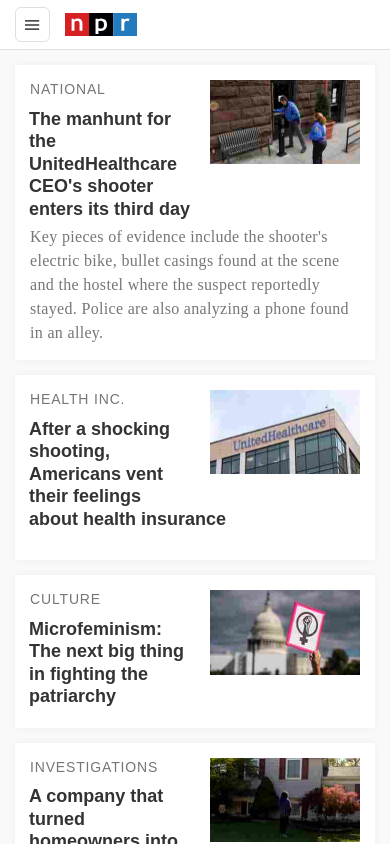 npr
NATIONAL
The manhunt for
the
UnitedHealthcare
CEO's shooter
enters its third day
Key pieces of evidence include the shooter's
electric bike, bullet casings found at the scene
and the hostel where the suspect reportedly
stayed. Police are also analyzing a phone found
in an alley.
HEALTH INC.
After a shocking
shooting,
Americans vent
their feelings
about health insurance
UnitedHealthcare
CULTURE
Microfeminism:
The next big thing
in fighting the
patriarchy
INVESTIGATIONS
A company that
turned
homeowners into